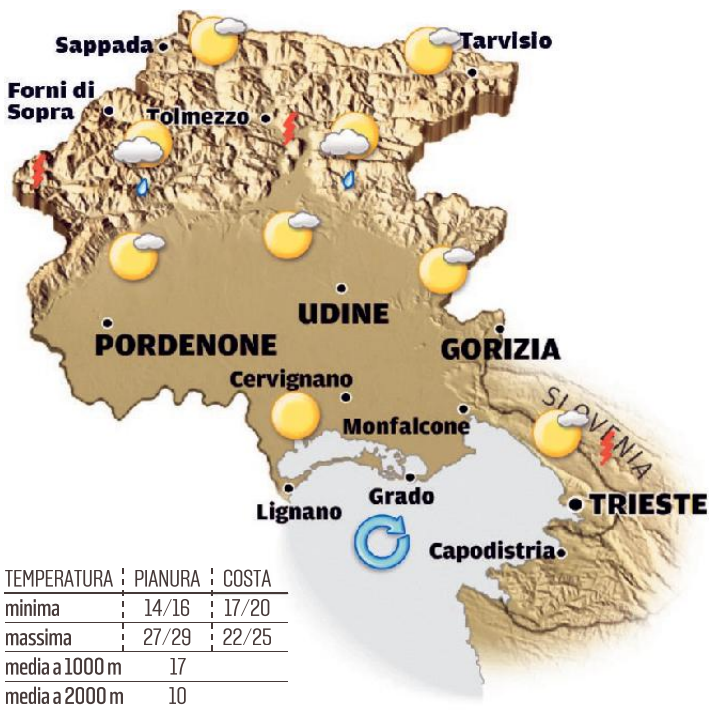 Sappada
Tarvisio
Forni di
Sopra
Tolmezzo
UDINE
PORDENONE
GORIZIA
Cervignano
SLOVENIA
Monfalcone
Lignano
Grado
TRIESTE
Capodistria
TEMPERATURA PIANURA COSTA
minima 14/16 17/20
massima 27/29 22/25
media a 1000 m 17
media a 2000 m 10